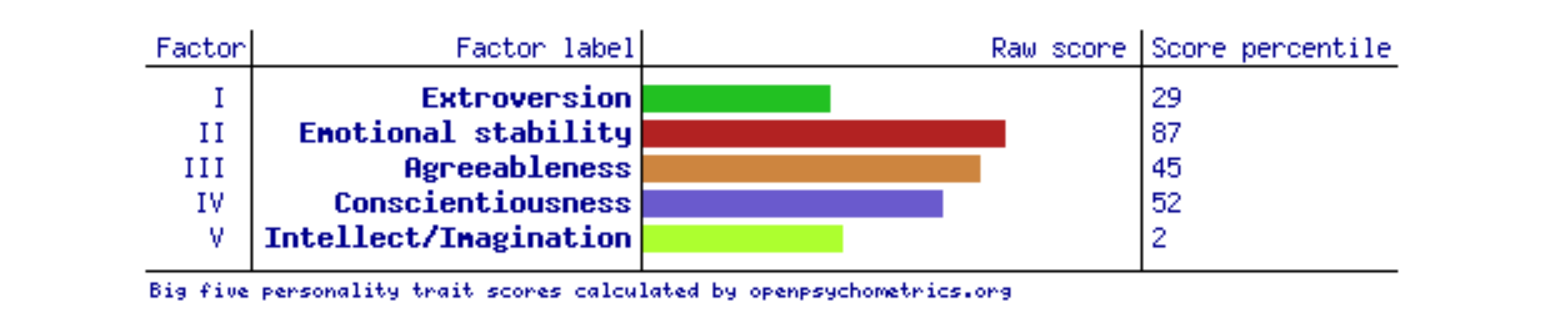 Factor Factor label Raw score Score percentile
I Extroversion 29
II Emotional stability 87
III Agreeableness 45
IV Conscientiousness 52
V Intellect/Imagination 2
Big five personality trait scores calculated by openpsychometrics.org